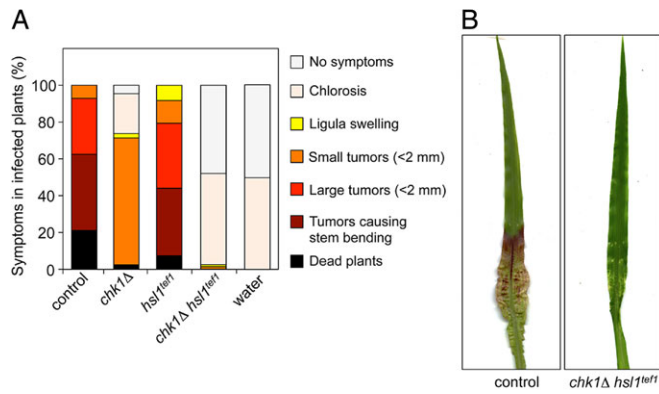 A
B
Symptoms in infected plants (%)
100
80
60
40
20
0
control
chk1Δ
hsl1tef1
chk1Δ hsl1tef1
water
No symptoms
Chlorosis
Ligula swelling
Small tumors (<2 mm)
Large tumors (<2 mm)
Tumors causing
stem bending
Dead plants
control
chk1Δ hsl1tef1